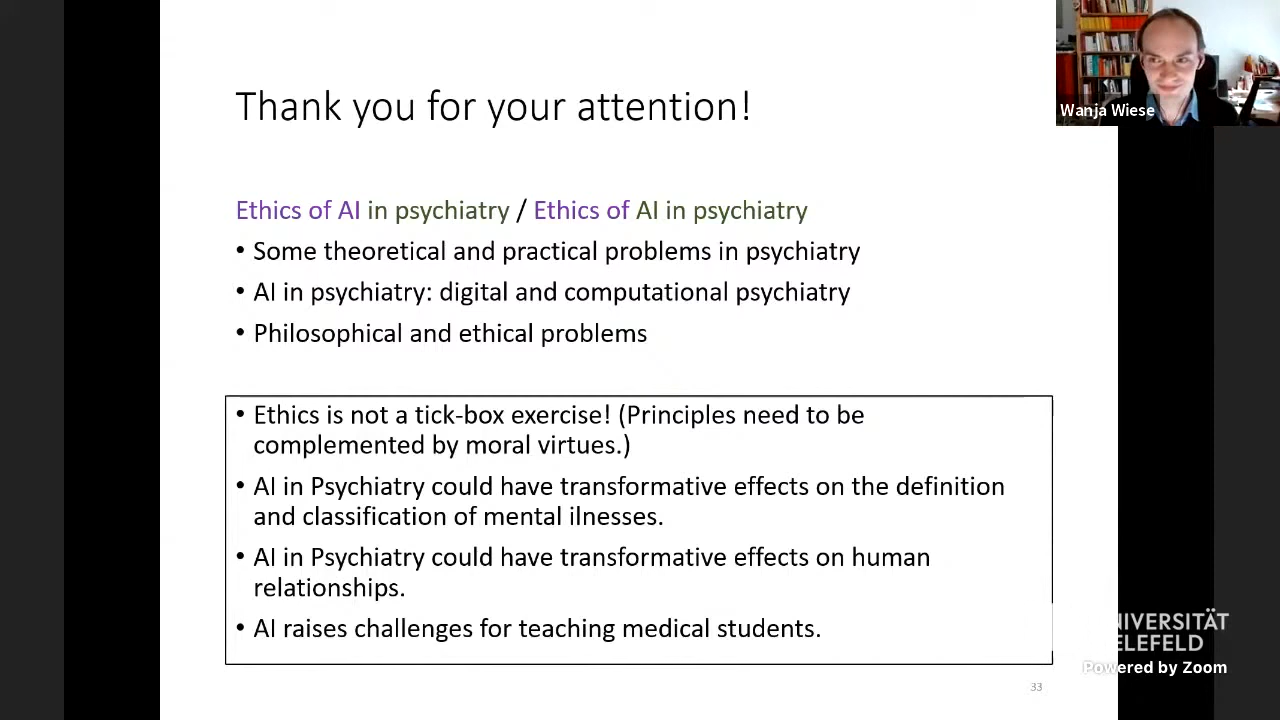 Thank you for your attention!
Wanja Wiese
Ethics of AI in psychiatry / Ethics of AI in psychiatry
• Some theoretical and practical problems in psychiatry
• AI in psychiatry: digital and computational psychiatry
• Philosophical and ethical problems
• Ethics is not a tick-box exercise! (Principles need to be
complemented by moral virtues.)
• AI in Psychiatry could have transformative effects on the definition
and classification of mental ilnesses.
• AI in Psychiatry could have transformative effects on human
relationships.
• AI raises challenges for teaching medical students.
NIVERSITÄT
ELEFELD
Powered by Zoom
33